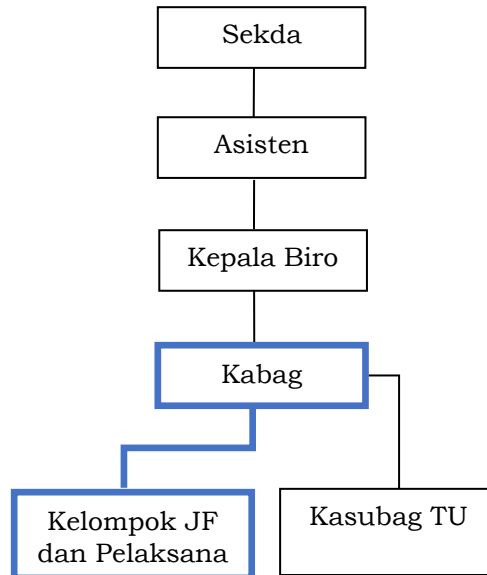 Sekda
Asisten
Kepala Biro
Kabag
Kelompok JF
dan Pelaksana
Kasubag TU